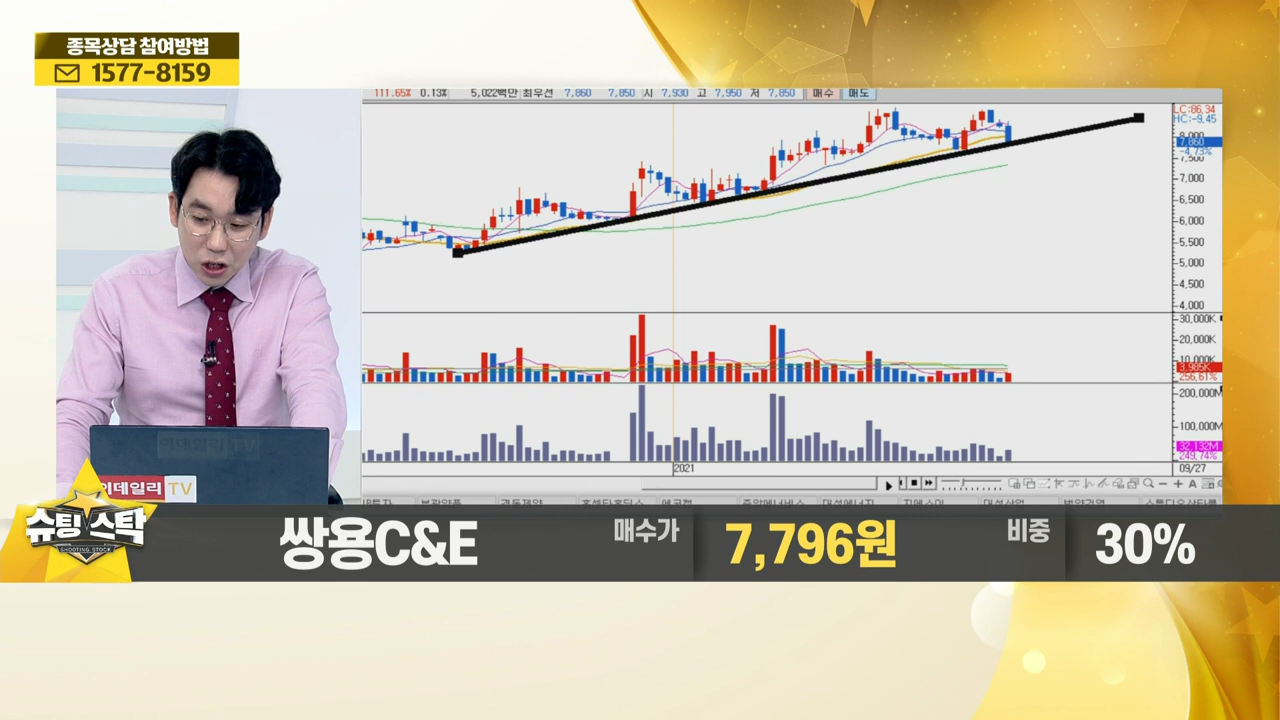 종목상담 참여방법
1577-8159
111.65% 0.13% 5,022백만 최우선 7,860 7,850 시 7,930 고 7,950 저 7,850 매수 매도
LC:86.34
HC:-9.45
8,000
7,860
-4.73%
7,500
7,000
6,500
6,000
5,500
5,000
4,500
4,000
30,000K
20,000K
10,000K
3,985K
256.61%
200,000M
100,000M
32,132M
249.74%
2021
09/27
이데일리 TV
이데일리 TV
슈팅 스탁
SHOOTING STOCK
쌍용C&E 매수가 7,796원 비중 30%